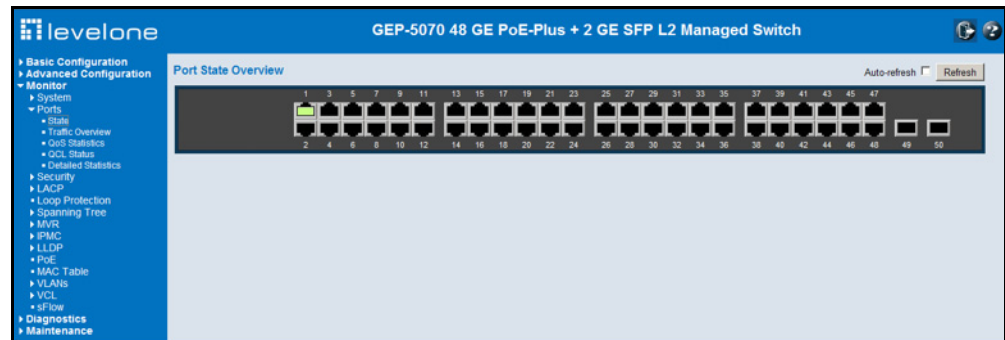 levelone
GEP-5070 48 GE PoE-Plus + 2 GE SFP L2 Managed Switch
Basic Configuration
Advanced Configuration
Monitor
System
Ports
State
Traffic Overview
QoS Statistics
QCL Status
Detailed Statistics
Security
LACP
Loop Protection
Spanning Tree
MVR
IPMC
LLDP
PoE
MAC Table
VLANs
VCL
sFlow
Diagnostics
Maintenance
Port State Overview
Auto-refresh Refresh
1 3 5 7 9 11 13 15 17 19 21 23 25 27 29 31 33 35 37 39 41 43 45 47
2 4 6 8 10 12 14 16 18 20 22 24 26 28 30 32 34 36 38 40 42 44 46 48 49 50